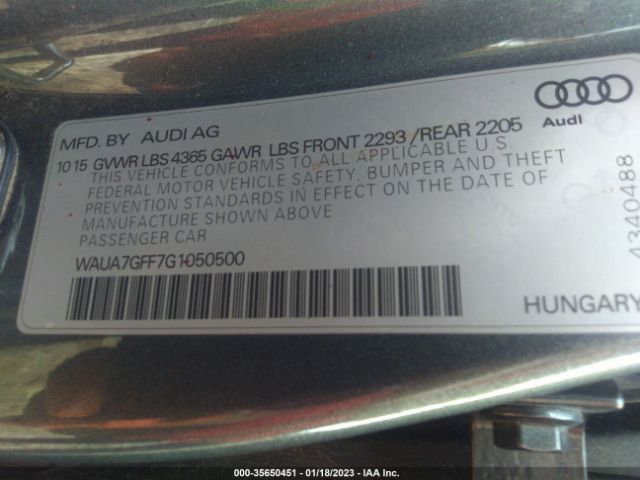 MFD. BY AUDI AG
Audi
10 15 GVWR LBS 4365 GAWR LBS FRONT 2293 /REAR 2205
THIS VEHICLE CONFORMS TO ALL APPLICABLE U.S.
FEDERAL MOTOR VEHICLE SAFETY, BUMPER AND THEFT
PREVENTION STANDARDS IN EFFECT ON THE DATE OF
MANUFACTURE SHOWN ABOVE
PASSENGER CAR
WAUA7GFF7G1050500
HUNGARY
4340488
000-35650451 - 01/18/2023 - IAA Inc.